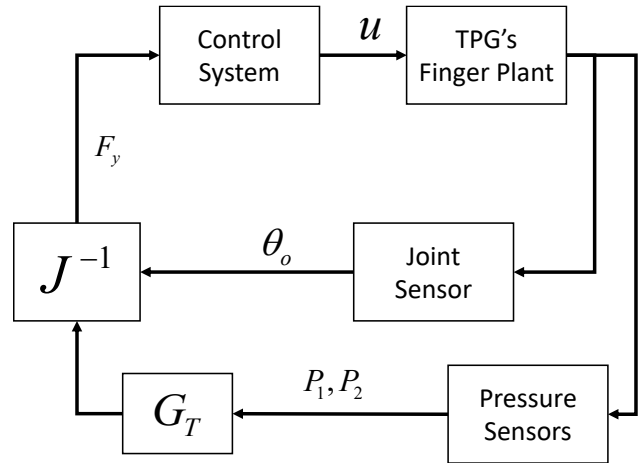 Control
System
u
TPG's
Finger Plant
F_y
J^{-1}
θ_o
Joint
Sensor
G_T
P_1, P_2
Pressure
Sensors